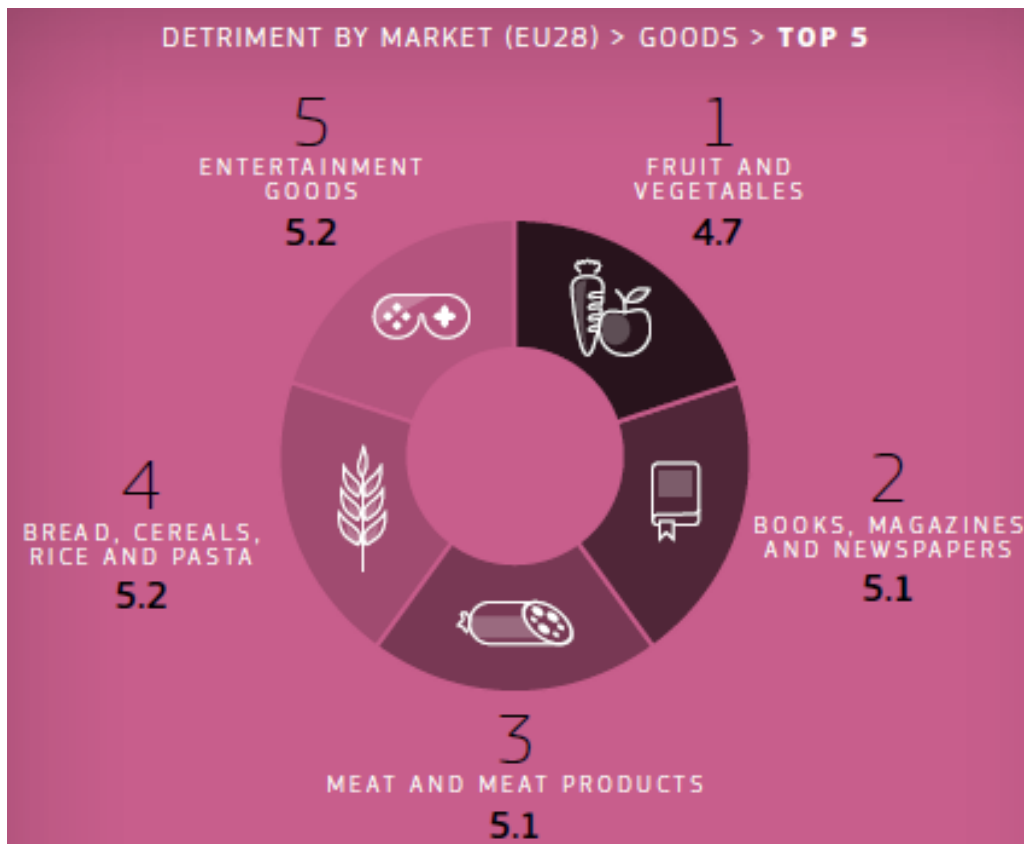 DETRIMENT BY MARKET (EU28) > GOODS > TOP 5
1
FRUIT AND
VEGETABLES
4.7
2
BOOKS, MAGAZINES
AND NEWSPAPERS
5.1
3
MEAT AND MEAT PRODUCTS
5.1
4
BREAD, CEREALS,
RICE AND PASTA
5.2
5
ENTERTAINMENT
GOODS
5.2